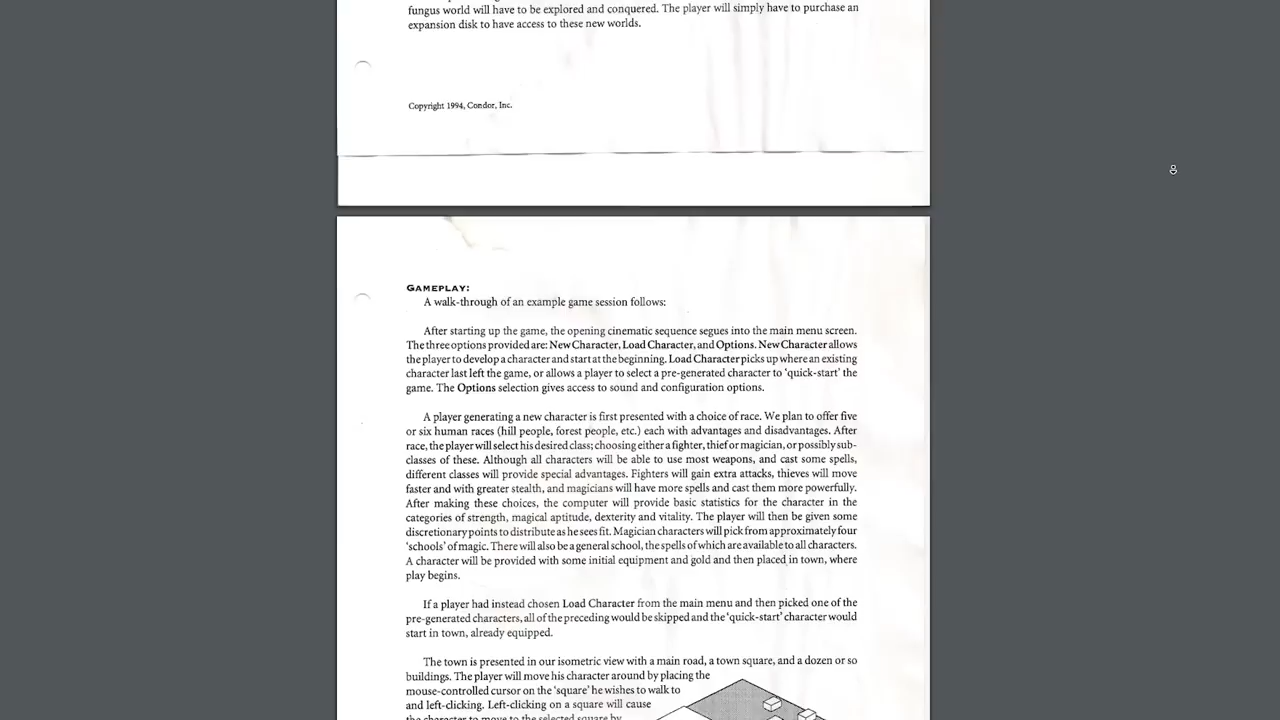 fungus world will have to be explored and conquered. The player will simply have to purchase an
expansion disk to have access to these new worlds.
Copyright 1994, Condor, Inc.
GAMEPLAY:
A walk-through of an example game session follows:
After starting up the game, the opening cinematic sequence segues into the main menu screen.
The three options provided are: New Character, Load Character, and Options. New Character allows
the player to develop a character and start at the beginning. Load Character picks up where an existing
character last left the game, or allows a player to select a pre-generated character to 'quick-start' the
game. The Options selection gives access to sound and configuration options.
A player generating a new character is first presented with a choice of race. We plan to offer five
or six human races (hill people, forest people, etc.) each with advantages and disadvantages. After
race, the player will select his desired class; choosing either a fighter, thief or magician, or possibly sub-
classes of these. Although all characters will be able to use most weapons, and cast some spells,
different classes will provide special advantages. Fighters will gain extra attacks, thieves will move
faster and with greater stealth, and magicians will have more spells and cast them more powerfully.
After making these choices, the computer will provide basic statistics for the character in the
categories of strength, magical aptitude, dexterity and vitality. The player will then be given some
discretionary points to distribute as he sees fit. Magician characters will pick from approximately four
'schools' of magic. There will also be a general school, the spells of which are available to all characters.
A character will be provided with some initial equipment and gold and then placed in town, where
play begins.
If a player had instead chosen Load Character from the main menu and then picked one of the
pre-generated characters, all of the preceding would be skipped and the 'quick-start' character would
start in town, already equipped.
The town is presented in our isometric view with a main road, a town square, and a dozen or so
buildings. The player will move his character around by placing the
mouse-controlled cursor on the 'square' he wishes to walk to
and left-clicking. Left-clicking on a square will cause
the character to move to the selected square by